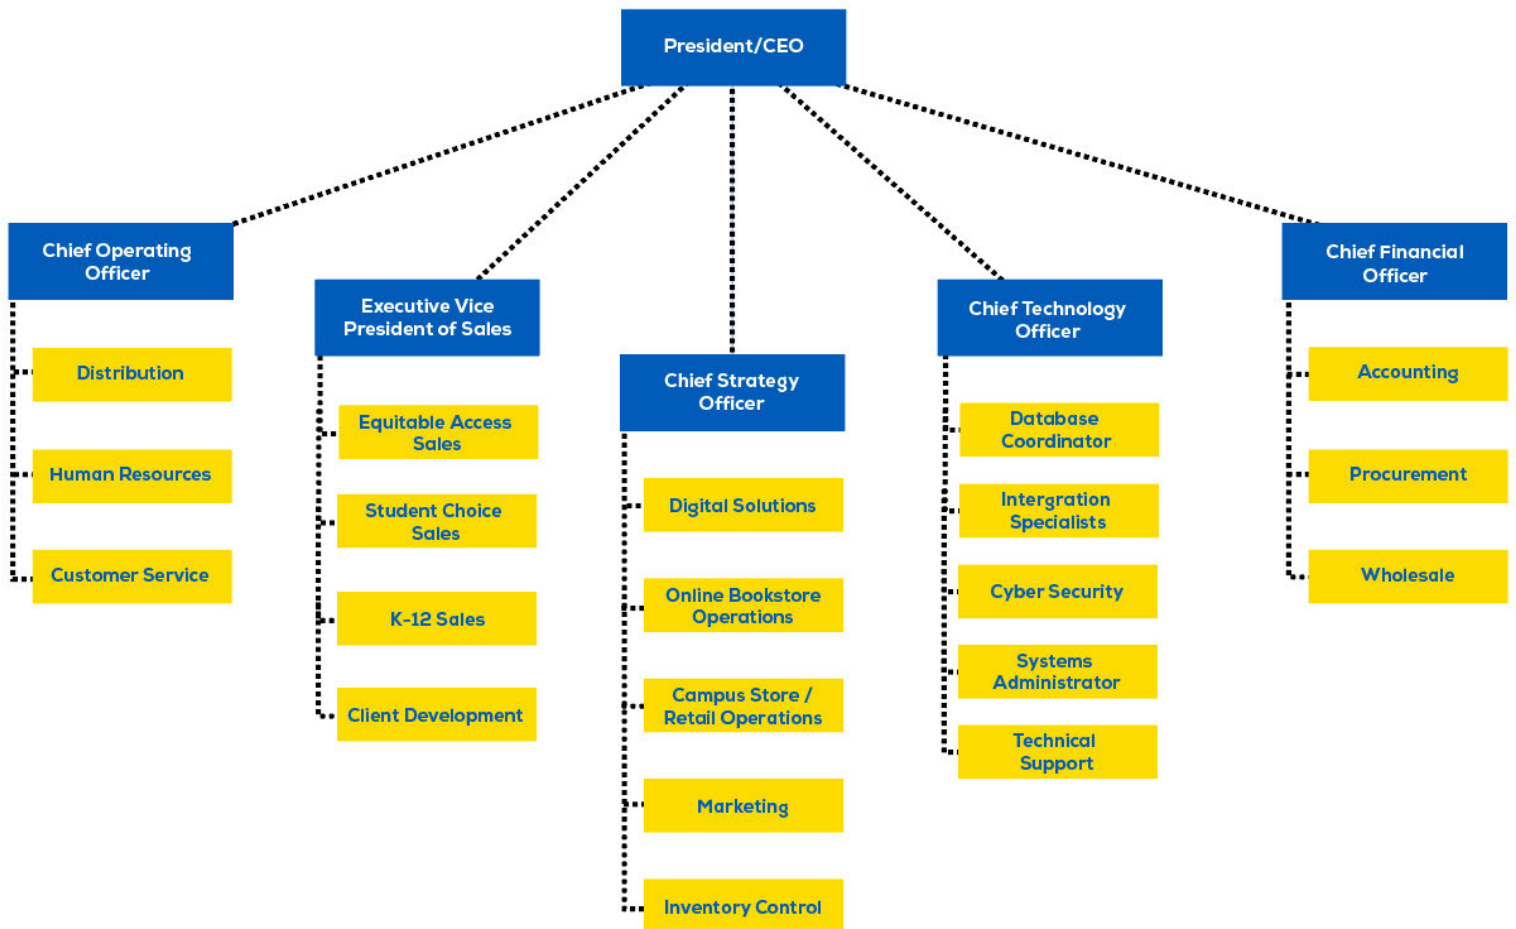 President/CEO
Chief Operating
Officer
Distribution
Human Resources
Customer Service
Executive Vice
President of Sales
Equitable Access
Sales
Student Choice
Sales
K-12 Sales
Client Development
Chief Strategy
Officer
Digital Solutions
Online Bookstore
Operations
Campus Store /
Retail Operations
Marketing
Inventory Control
Chief Technology
Officer
Database
Coordinator
Intergration
Specialists
Cyber Security
Systems
Administrator
Technical
Support
Chief Financial
Officer
Accounting
Procurement
Wholesale